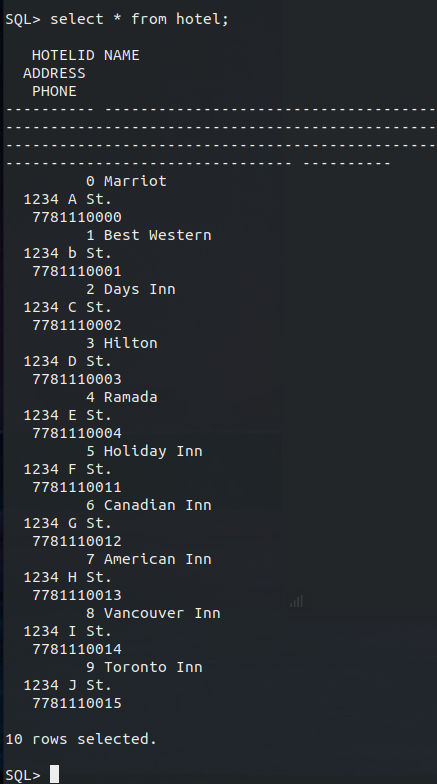 SQL> select * from hotel;

   HOTELID NAME
  ADDRESS
   PHONE
---------- -------------------------------------
------------------------------------------------
------------------------------------------------
-------------------------------- ----------
         0 Marriot
  1234 A St.
   7781110000
         1 Best Western
  1234 b St.
   7781110001
         2 Days Inn
  1234 C St.
   7781110002
         3 Hilton
  1234 D St.
   7781110003
         4 Ramada
  1234 E St.
   7781110004
         5 Holiday Inn
  1234 F St.
   7781110011
         6 Canadian Inn
  1234 G St.
   7781110012
         7 American Inn
  1234 H St.
   7781110013
         8 Vancouver Inn
  1234 I St.
   7781110014
         9 Toronto Inn
  1234 J St.
   7781110015

10 rows selected.

SQL>